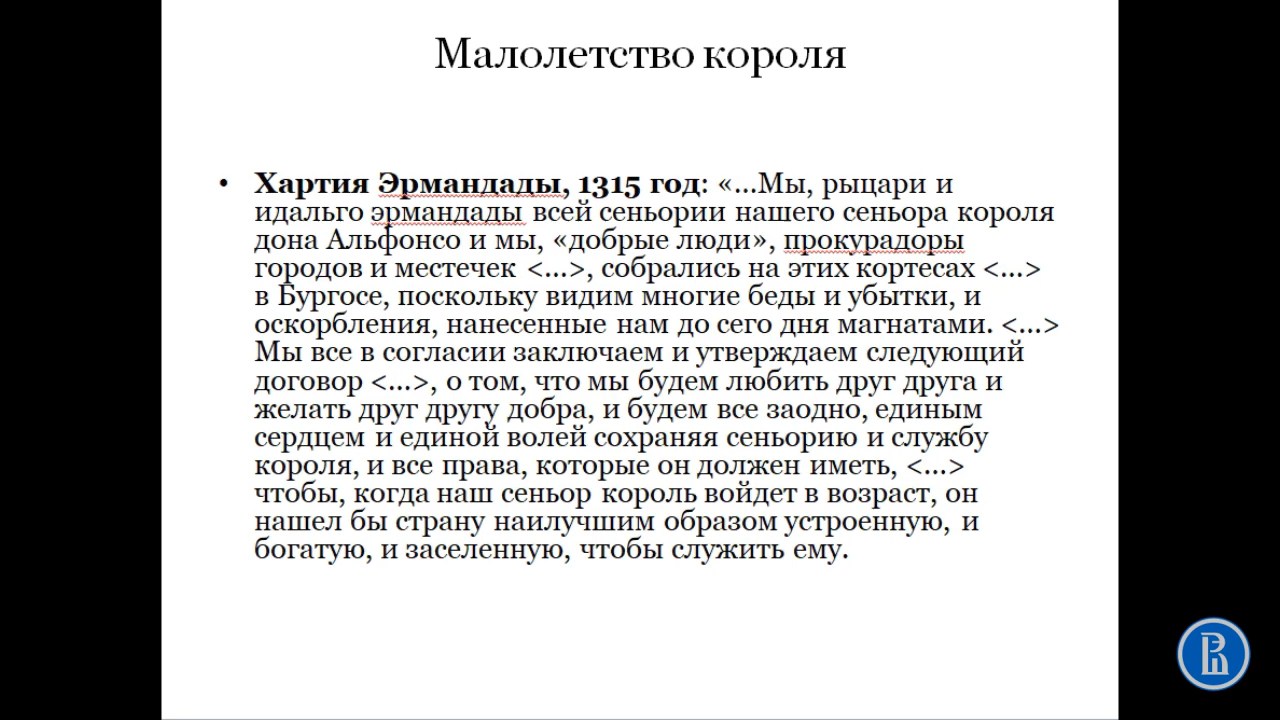 Малолетство короля
• Хартия Эрмандады, 1315 год: «...Мы, рыцари и
идальго эрмандады всей сеньории нашего сеньора короля
дона Альфонсо и мы, «добрые люди», прокурадоры
городов и местечек <...>, собрались на этих кортесах <...>
в Бургосе, поскольку видим многие беды и убытки, и
оскорбления, нанесенные нам до сего дня магнатами. <...>
Мы все в согласии заключаем и утверждаем следующий
договор <...>, о том, что мы будем любить друг друга и
желать друг другу добра, и будем все заодно, единым
сердцем и единой волей сохраняя сеньорию и службу
короля, и все права, которые он должен иметь, <...>
чтобы, когда наш сеньор король войдет в возраст, он
нашел бы страну наилучшим образом устроенную, и
богатую, и заселенную, чтобы служить ему.